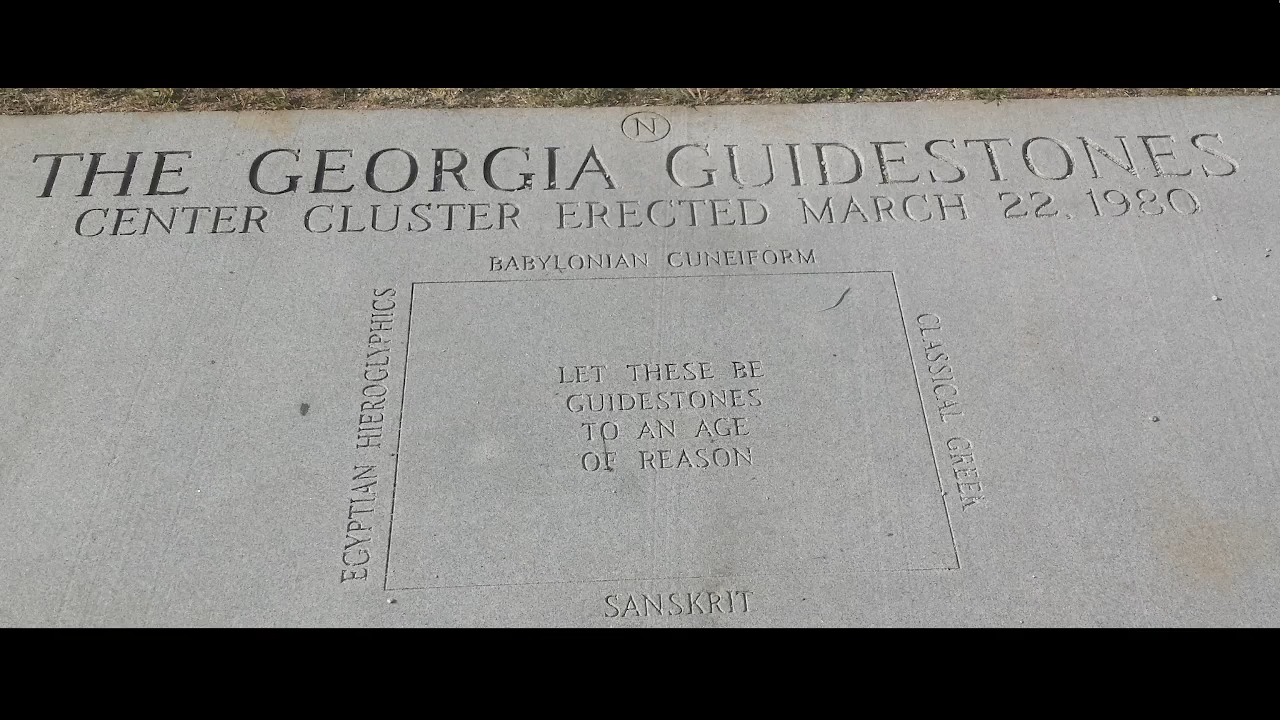 N
THE GEORGIA GUIDESTONES
CENTER CLUSTER ERECTED MARCH 22, 1980
BABYLONIAN CUNEIFORM
EGYPTIAN HIEROGLYPHICS
CLASSICAL GREEK
LET THESE BE
GUIDESTONES
TO AN AGE
OF REASON
SANSKRIT